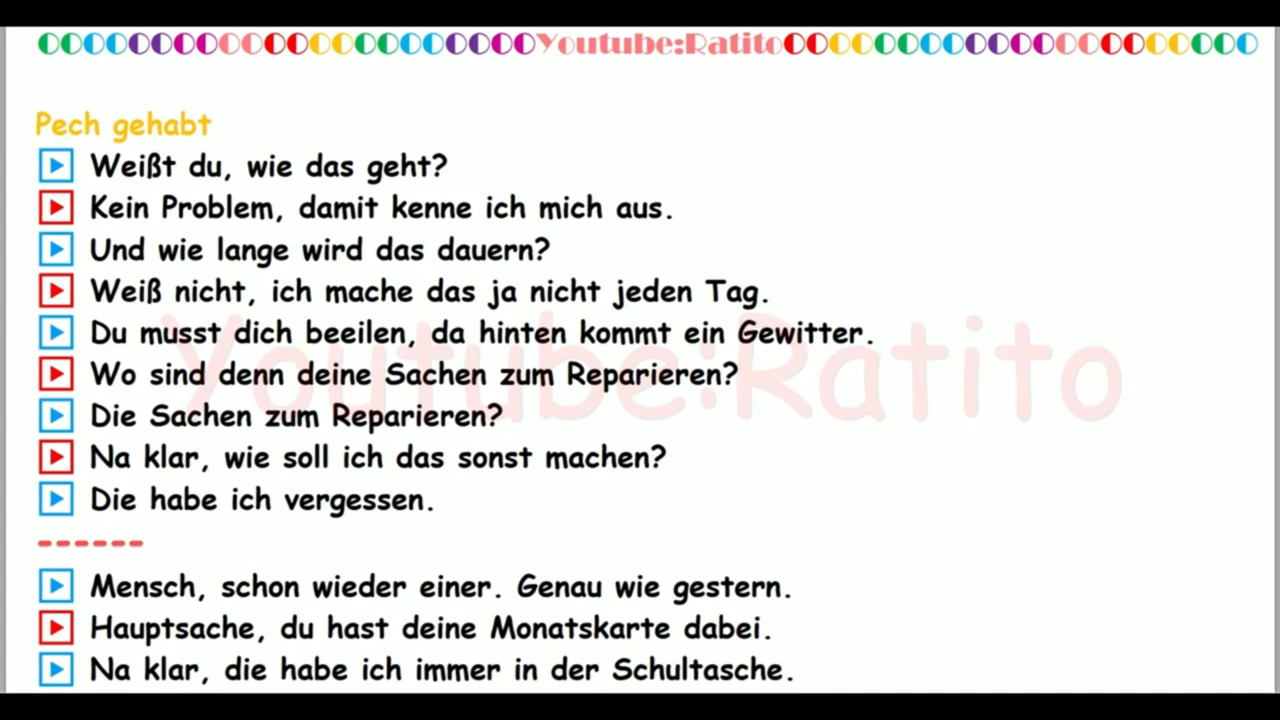 Youtube:Ratito
Pech gehabt
Weißt du, wie das geht?
Kein Problem, damit kenne ich mich aus.
Und wie lange wird das dauern?
Weiß nicht, ich mache das ja nicht jeden Tag.
Du musst dich beeilen, da hinten kommt ein Gewitter.
Wo sind denn deine Sachen zum Reparieren?
Die Sachen zum Reparieren?
Na klar, wie soll ich das sonst machen?
Die habe ich vergessen.
------
Mensch, schon wieder einer. Genau wie gestern.
Hauptsache, du hast deine Monatskarte dabei.
Na klar, die habe ich immer in der Schultasche.
Youtube:Ratito